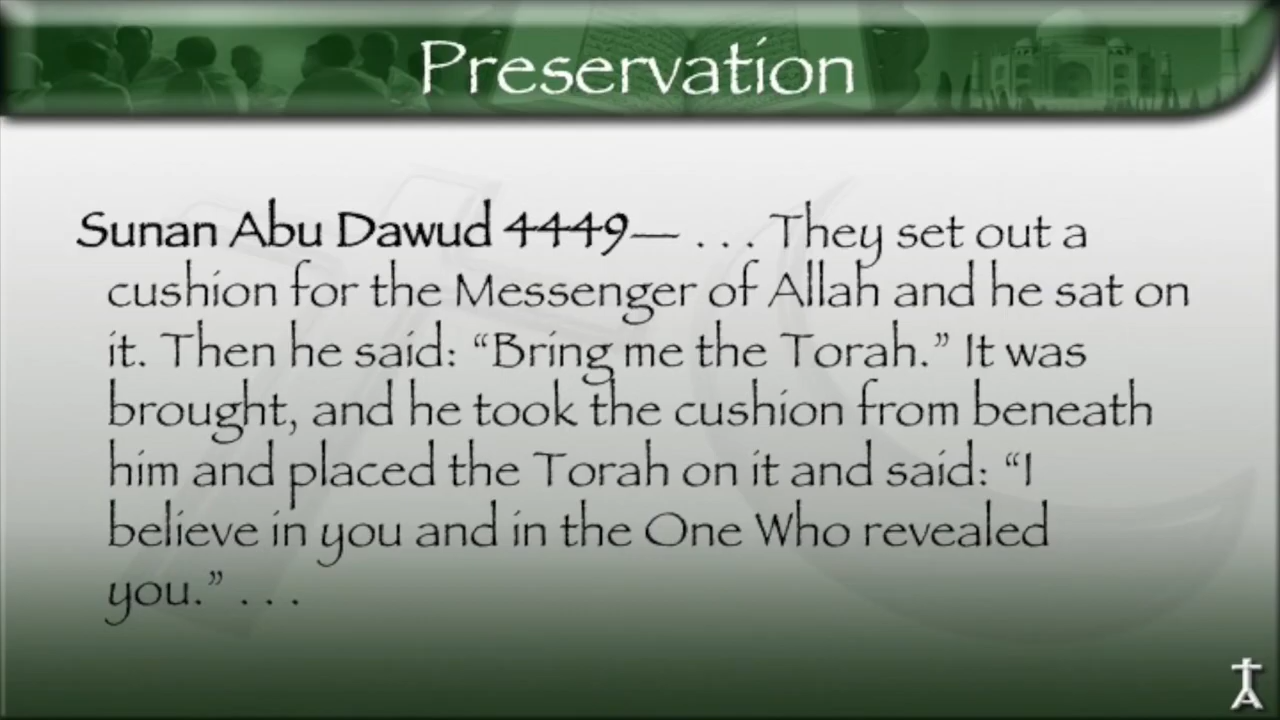 Preservation
Sunan Abu Dawud 4449— . . . They set out a
cushion for the Messenger of Allah and he sat on
it. Then he said: “Bring me the Torah.” It was
brought, and he took the cushion from beneath
him and placed the Torah on it and said: “I
believe in you and in the One Who revealed
you.” . . .